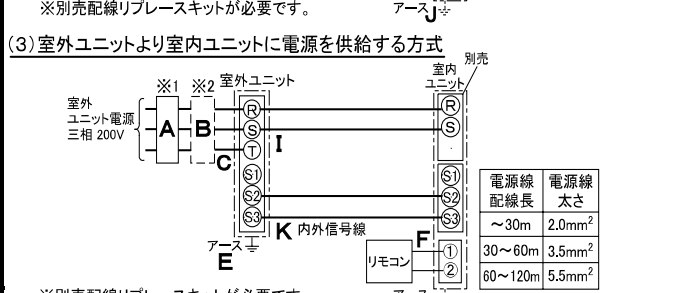 ※別売配線リプレースキットが必要です。
アース J
(3)室外ユニットより室内ユニットに電源を供給する方式
別売
※1 ※2 室外ユニット
室内
ユニット
室外
ユニット電源
三相 200V
A B C
R
S
T
S1
S2
S3
I
K 内外信号線
アース
E
R
S
S1
S2
S3
F
リモコン
1
2
電源線配線長 電源線太さ
～30m 2.0mm²
30～60m 3.5mm²
60～120m 5.5mm²